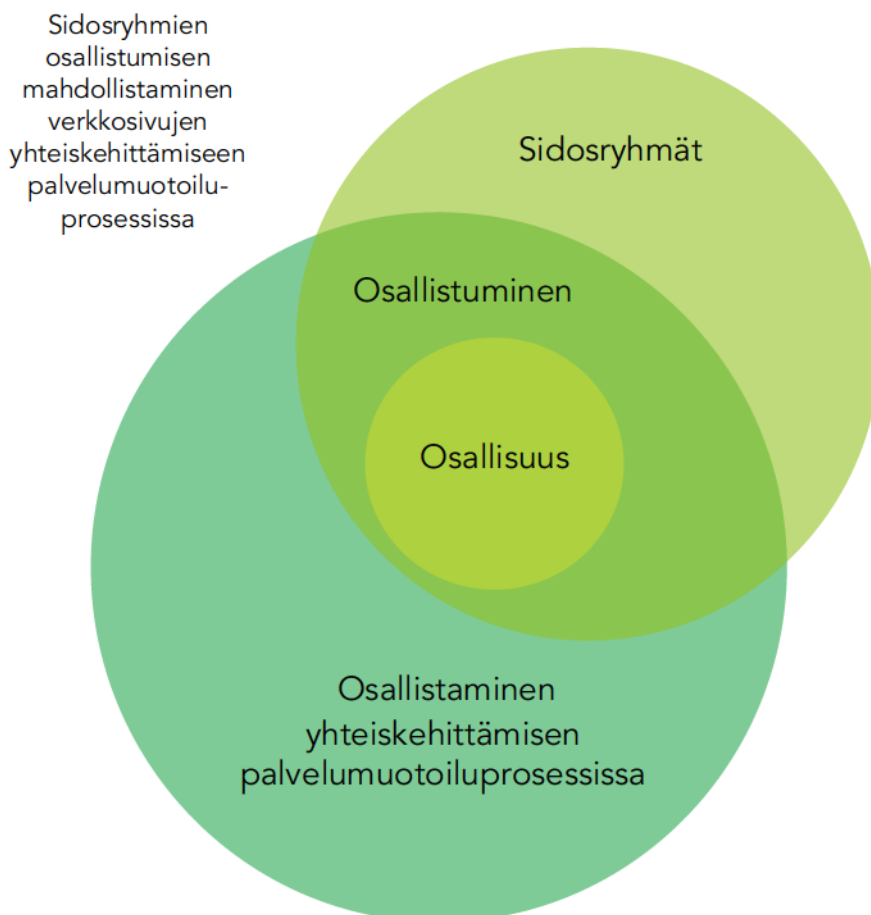 Sidosryhmien
osallistumisen
mahdollistaminen
verkkosivujen
yhteiskehittämiseen
palvelumuotoilu-
prosessissa
Sidosryhmät
Osallistuminen
Osallisuus
Osallistaminen
yhteiskehittämisen
palvelumuotoiluprosessissa